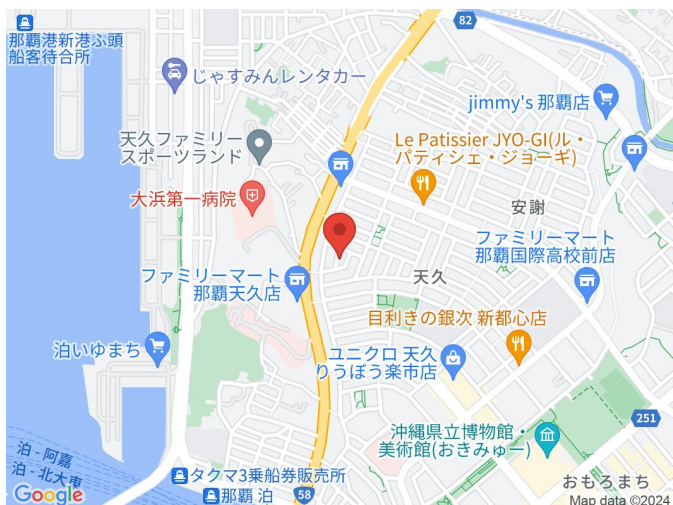 那覇港新港ふ頭
船客待合所
82
じゃすみんレンタカー
jimmy's 那覇店
天久ファミリー
スポーツランド
Le Patissier JYO-GI(ル・
パティシェ・ジョーギ)
大浜第一病院
安謝
ファミリーマート
那覇国際高校前店
ファミリーマート
那覇天久店
天久
目利きの銀次 新都心店
泊いゆまち
ユニクロ 天久
りうぼう楽市店
251
沖縄県立博物館・
美術館(おきみゅー)
泊 - 阿嘉
泊 - 北大東
タクマ3乗船券販売所
おもろまち
Google
那覇 泊
58
Map data ©2024